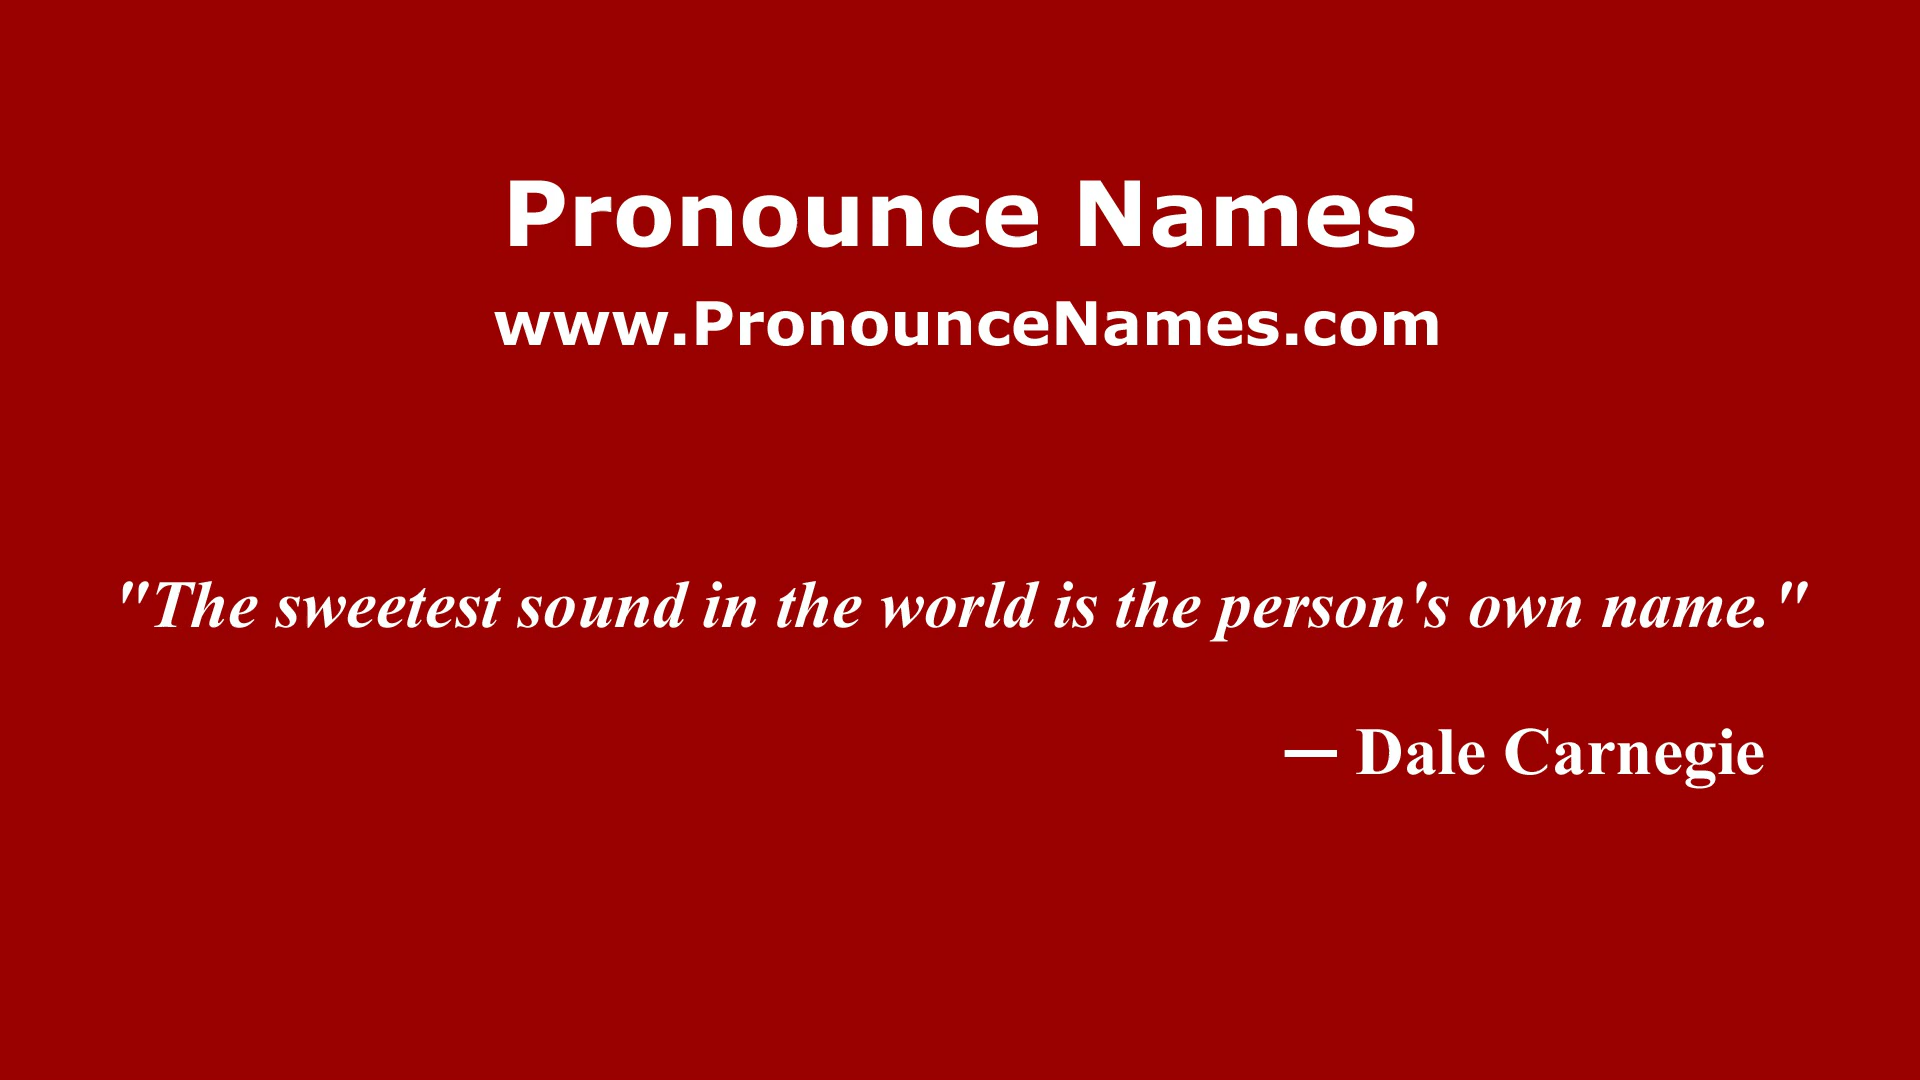 Pronounce Names
www.PronounceNames.com
"The sweetest sound in the world is the person's own name."
— Dale Carnegie